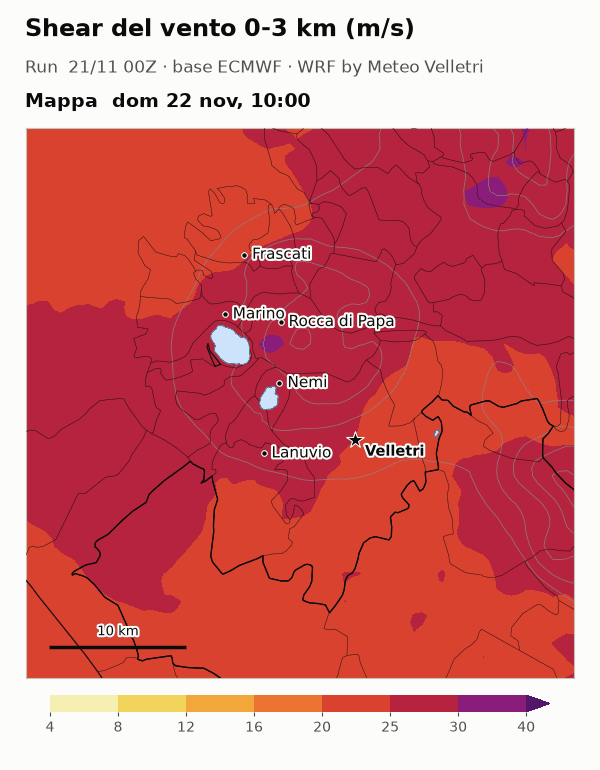 Shear del vento 0-3 km (m/s)
Run 21/11 00Z · base ECMWF · WRF by Meteo Velletri
Mappa dom 22 nov, 10:00
Frascati
Marino
Rocca di Papa
Nemi
Velletri
Lanuvio
10 km
4 8 12 16 20 25 30 40